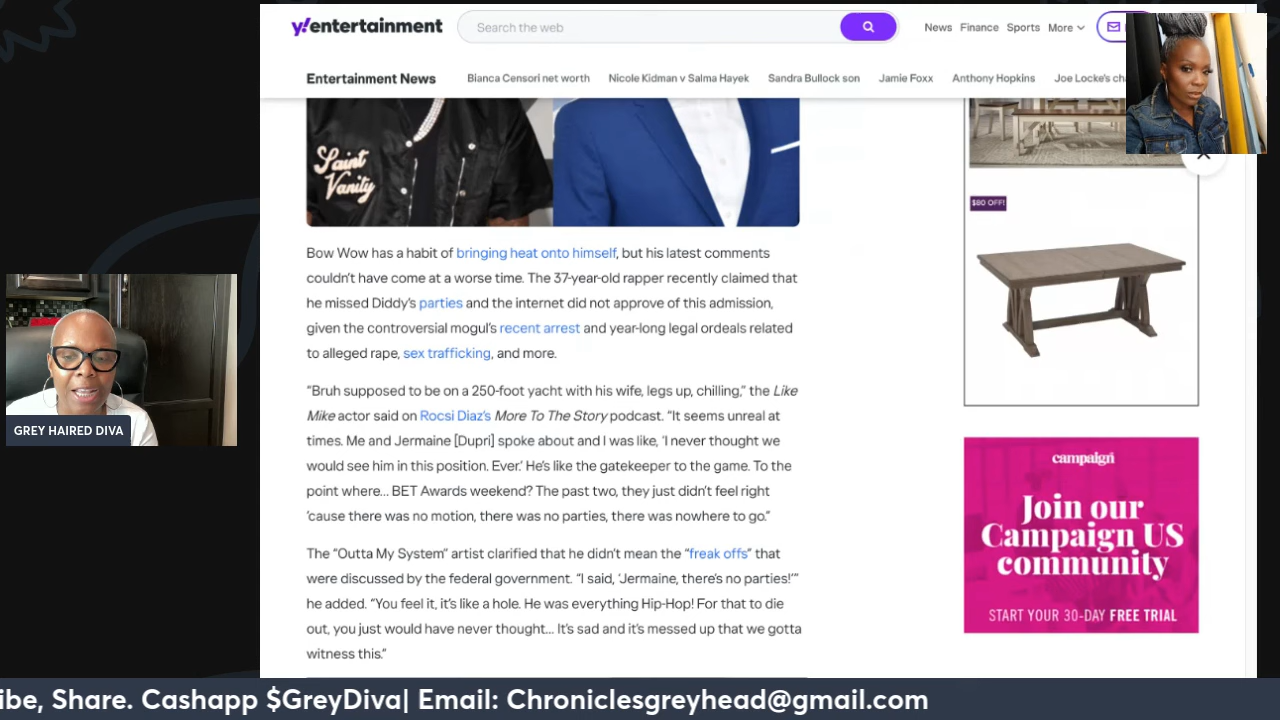 y!entertainment
Search the web
News Finance Sports More
Entertainment News
Bianca Censori net worth Nicole Kidman v Salma Hayek Sandra Bullock son Jamie Foxx Anthony Hopkins Joe Locke's
Saint
Vanity
$80 OFF!
Bow Wow has a habit of bringing heat onto himself, but his latest comments
couldn't have come at a worse time. The 37-year-old rapper recently claimed that
he missed Diddy's parties and the internet did not approve of this admission,
given the controversial mogul's recent arrest and year-long legal ordeals related
to alleged rape, sex trafficking, and more.
"Bruh supposed to be on a 250-foot yacht with his wife, legs up, chilling," the Like
Mike actor said on Rocsi Diaz's More To The Story podcast. "It seems unreal at
times. Me and Jermaine [Dupri] spoke about and I was like, 'I never thought we
would see him in this position. Ever.' He's like the gatekeeper to the game. To the
point where... BET Awards weekend? The past two, they just didn't feel right
'cause there was no motion, there was no parties, there was nowhere to go."
The "Outta My System" artist clarified that he didn't mean the "freak offs" that
were discussed by the federal government. "I said, 'Jermaine, there's no parties!'"
he added. "You feel it, it's like a hole. He was everything Hip-Hop! For that to die
out, you just would have never thought... It's sad and it's messed up that we gotta
witness this."
campaign
Join our
Campaign US
community
START YOUR 30-DAY FREE TRIAL
GREY HAIRED DIVA
ibe, Share. Cashapp $GreyDiva| Email: Chroniclesgreyhead@gmail.com